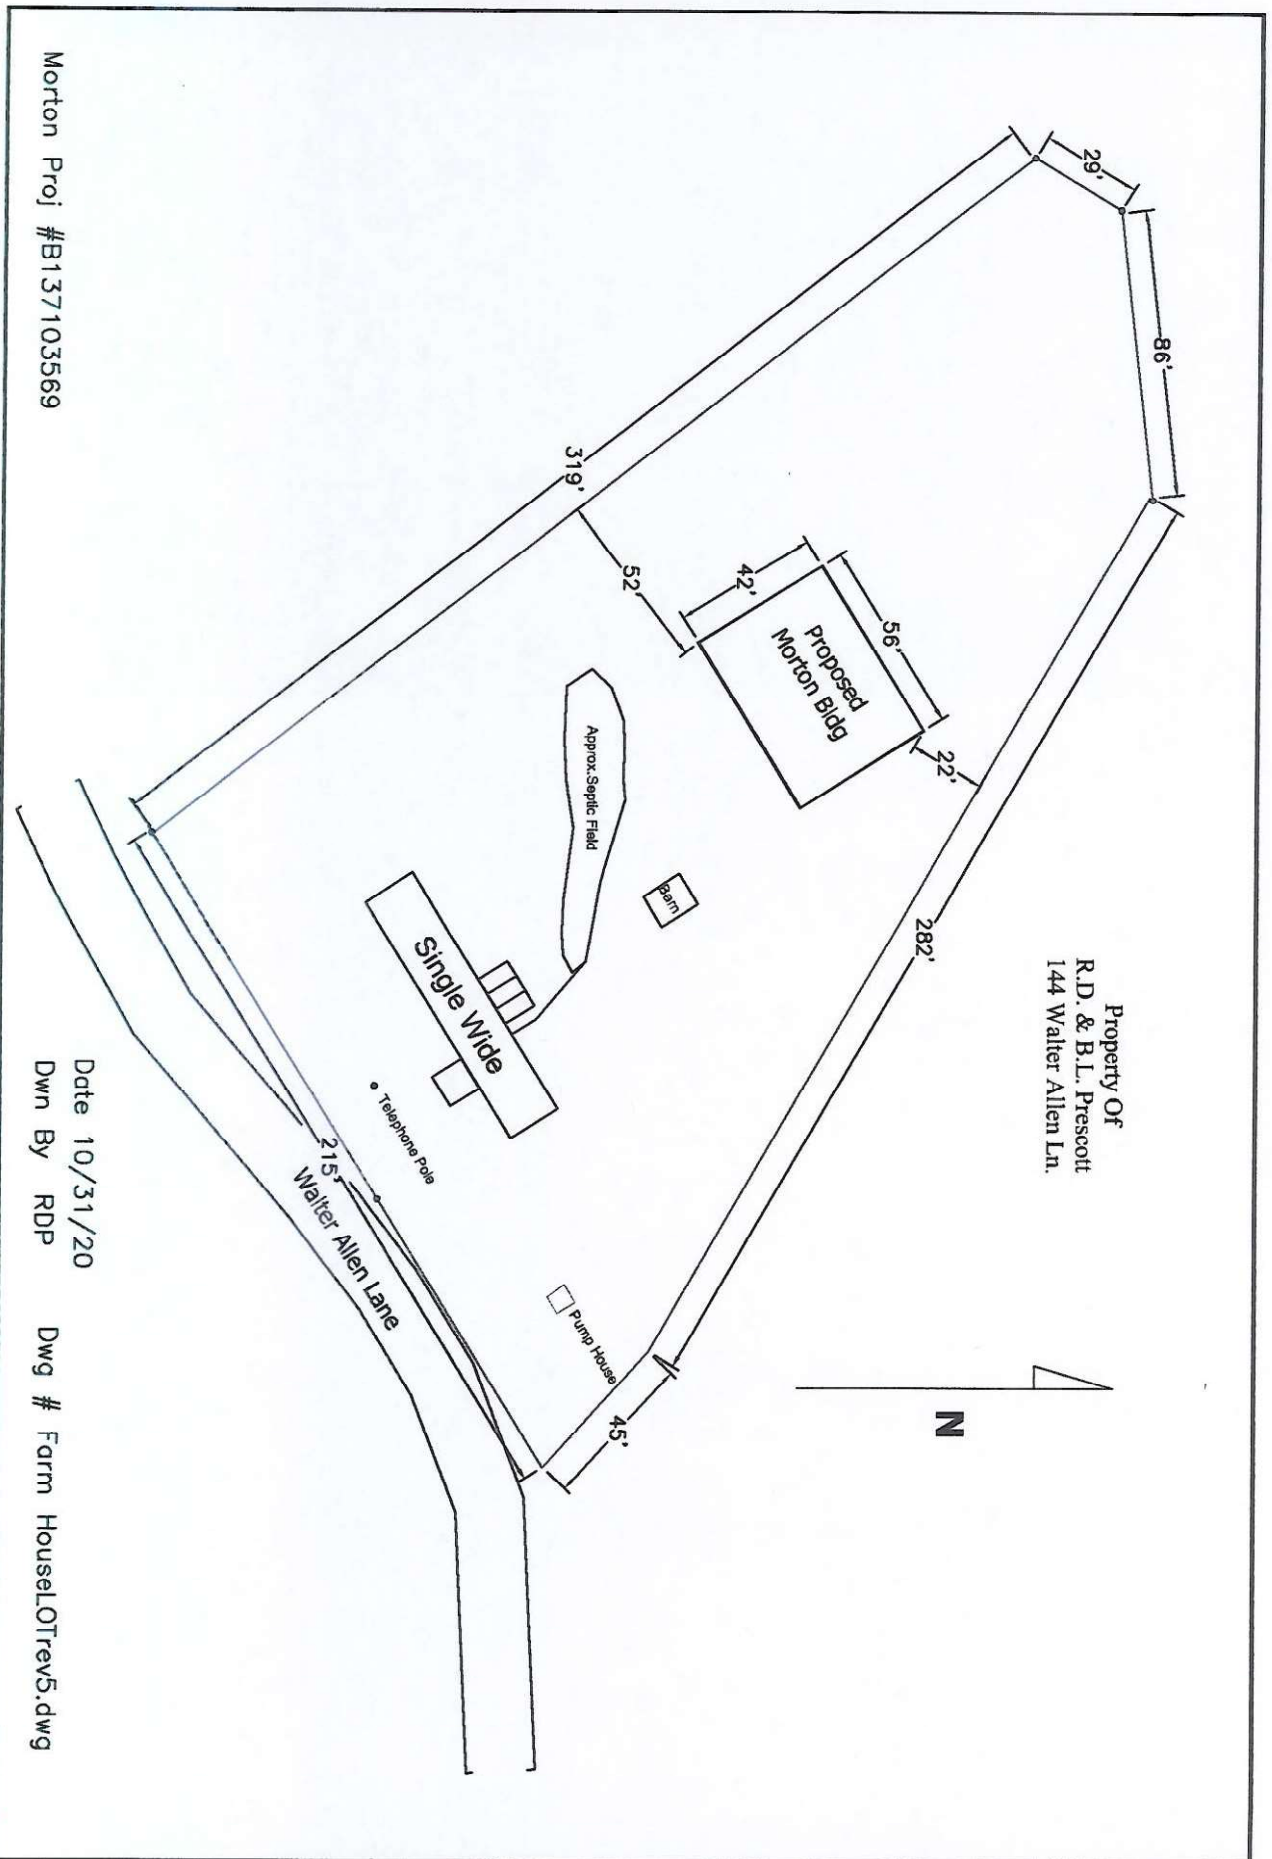 Property Of
R.D. & B.L. Prescott
144 Walter Allen Ln.
N
29'
86'
282'
45'
319'
52'
42'
56'
22'
215'
Proposed
Morton Bldg
Approx.Septic Field
Barn
Single Wide
Telephone Pole
Pump House
Walter Allen Lane
Morton Proj #B137103569
Date 10/31/20
Dwn By RDP Dwg # Farm HouseLOTrev5.dwg